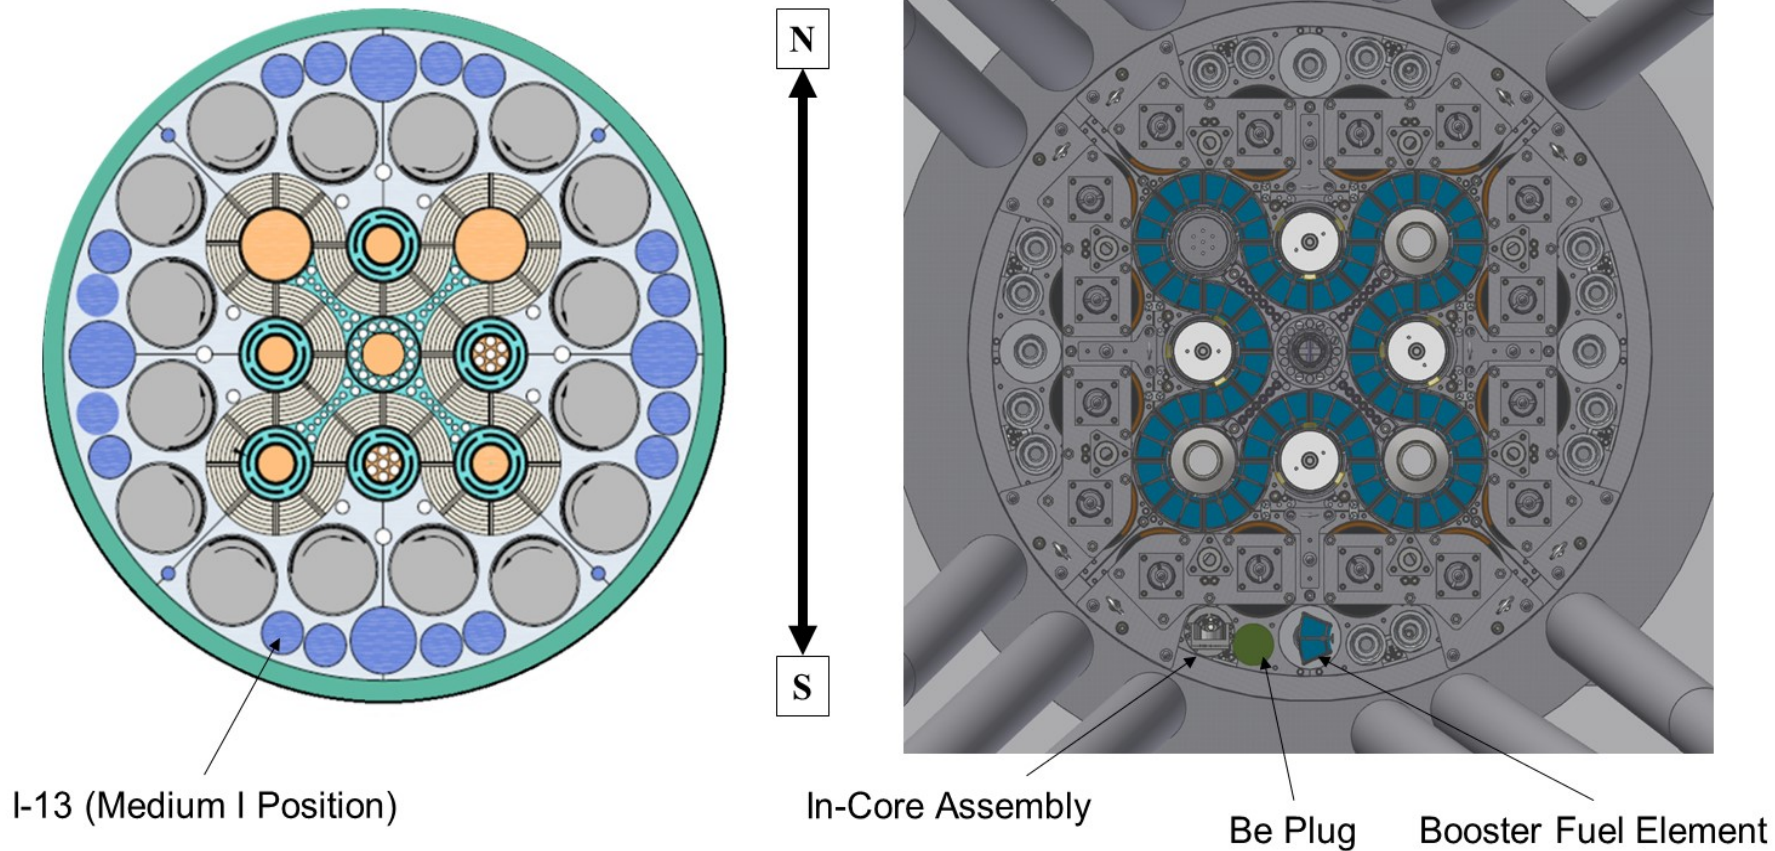 N
S
I-13 (Medium I Position)
In-Core Assembly
Be Plug
Booster Fuel Element